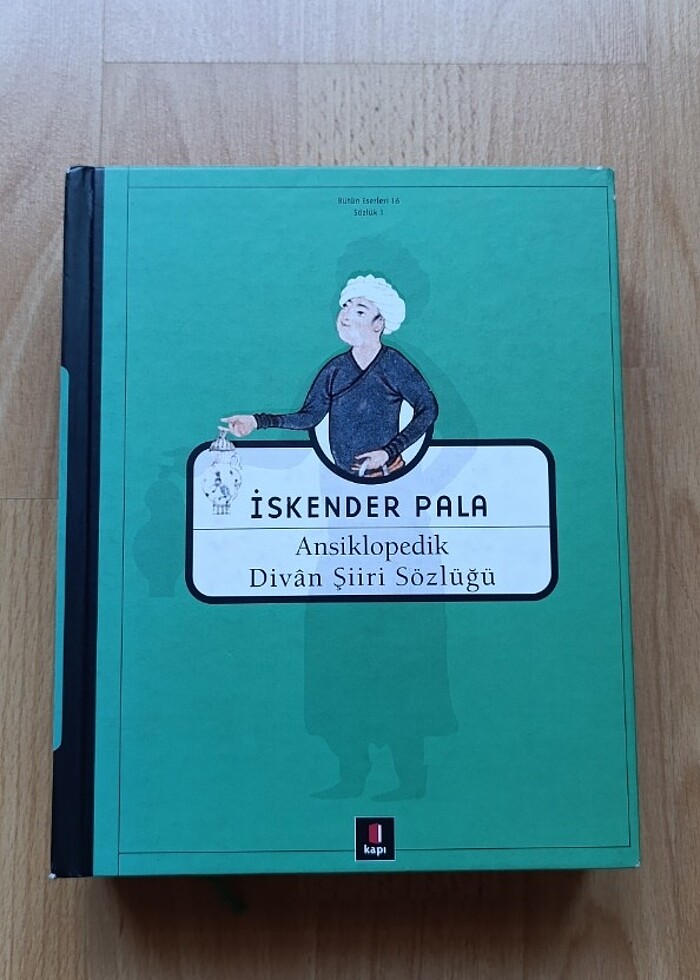 Bütün Eserleri 16
Sözlük 1
İSKENDER PALA
Ansiklopedik
Divân Şiiri Sözlüğü
kapı